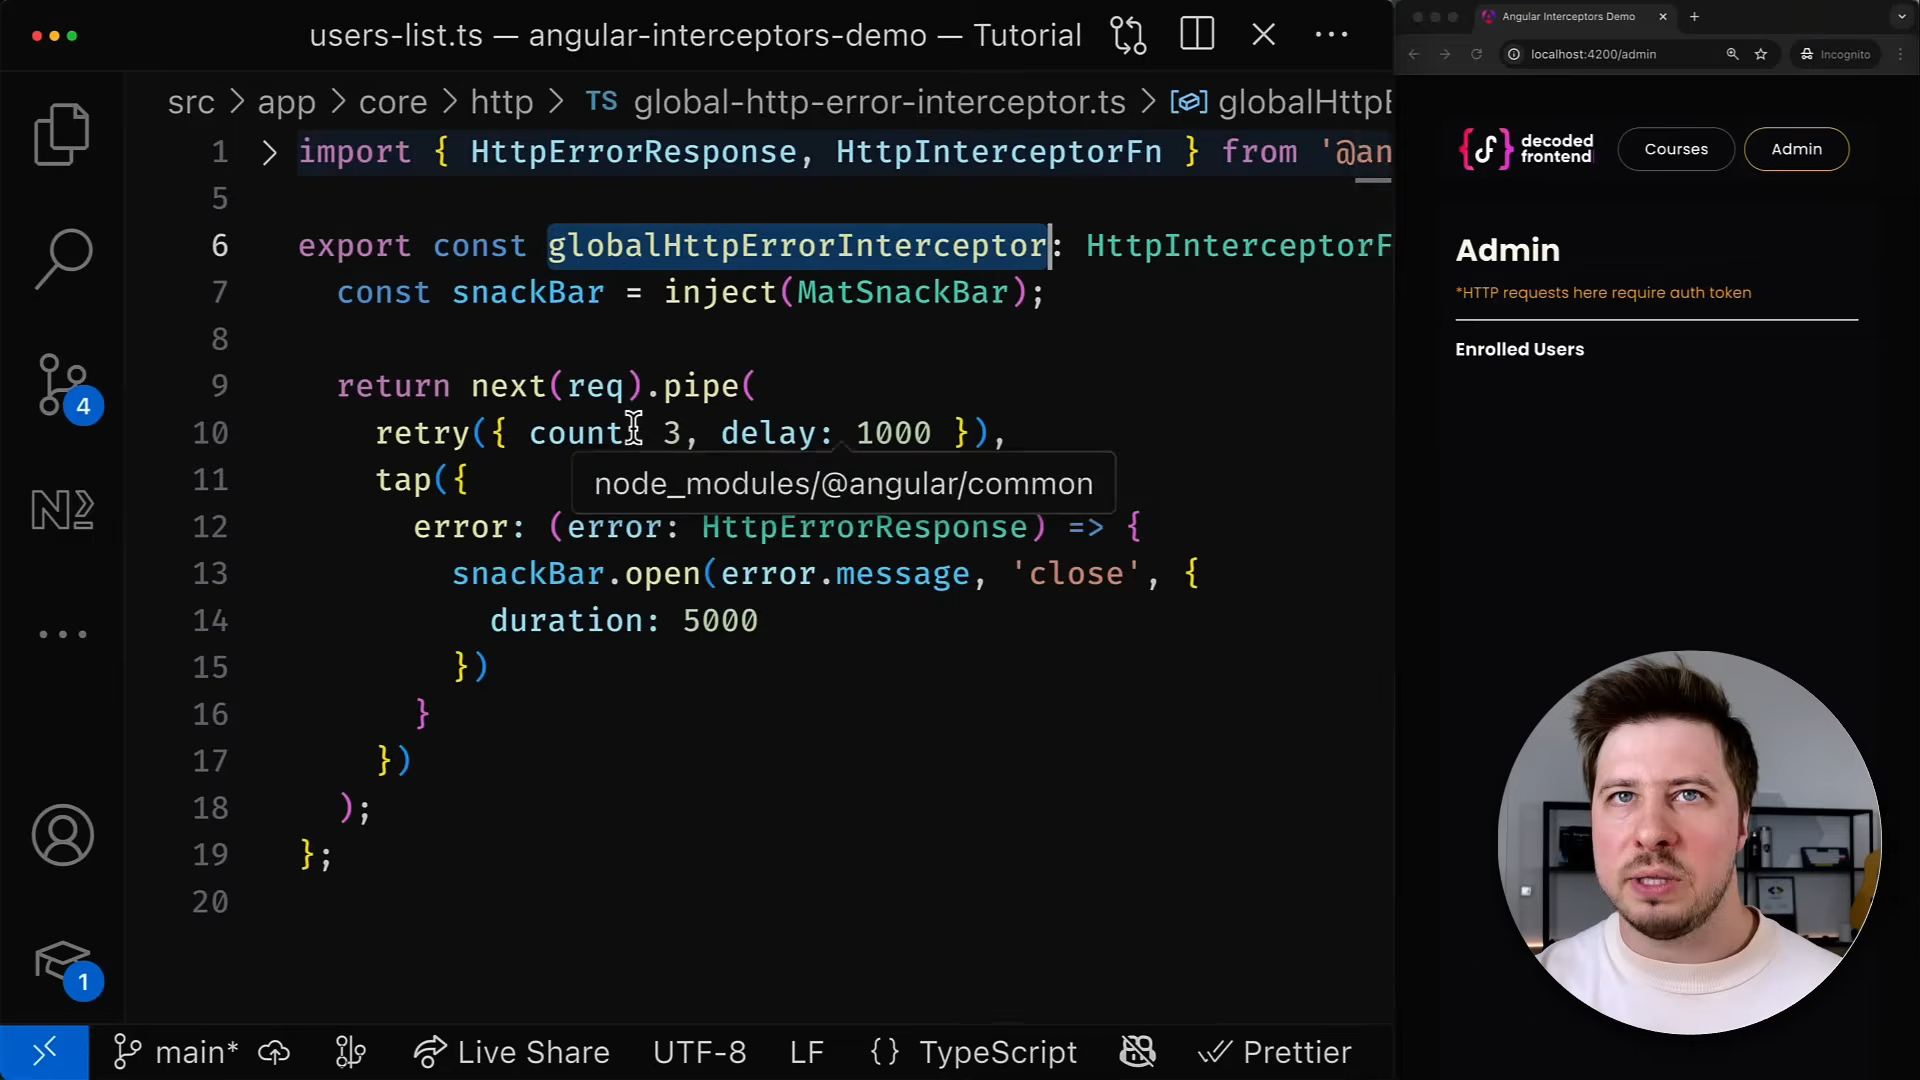 users-list.ts — angular-interceptors-demo — Tutorial
src > app > core > http > TS global-http-error-interceptor.ts > globalHttpE
1 import { HttpErrorResponse, HttpInterceptorFn } from '@an
5
6 export const globalHttpErrorInterceptor: HttpInterceptorF
7 const snackBar = inject(MatSnackBar);
8
9 return next(req).pipe(
10 retry({ count: 3, delay: 1000 }),
11 tap({
node_modules/@angular/common
12 error: (error: HttpErrorResponse) => {
13 snackBar.open(error.message, 'close', {
14 duration: 5000
15 })
16 }
17 })
18 );
19 };
20
4
1
main*
Live Share
UTF-8
LF
{} TypeScript
Prettier
Angular Interceptors Demo
localhost:4200/admin
Incognito
decoded
frontend
Courses
Admin
Admin
*HTTP requests here require auth token
Enrolled Users